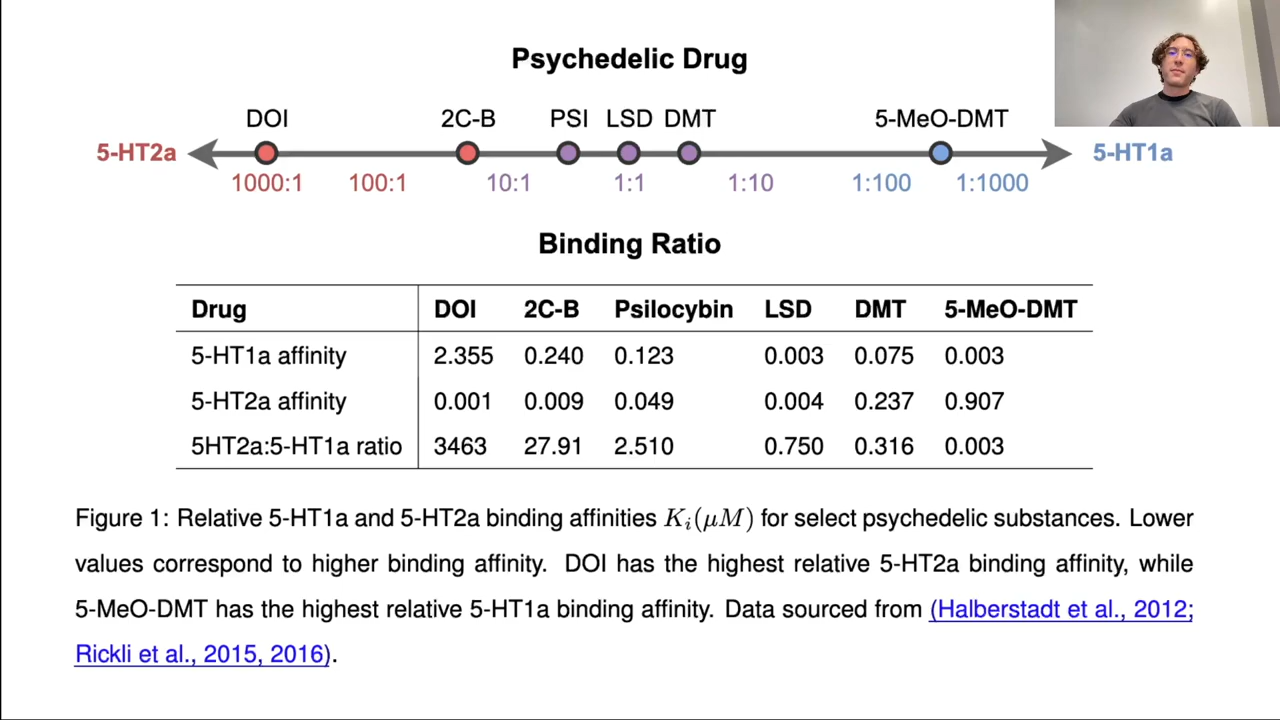 Psychedelic Drug
DOI 2C-B PSI LSD DMT 5-MeO-DMT
5-HT2a 5-HT1a
1000:1 100:1 10:1 1:1 1:10 1:100 1:1000
Binding Ratio
Drug DOI 2C-B Psilocybin LSD DMT 5-MeO-DMT
5-HT1a affinity 2.355 0.240 0.123 0.003 0.075 0.003
5-HT2a affinity 0.001 0.009 0.049 0.004 0.237 0.907
5HT2a:5-HT1a ratio 3463 27.91 2.510 0.750 0.316 0.003
Figure 1: Relative 5-HT1a and 5-HT2a binding affinities Kᵢ(μM) for select psychedelic substances. Lower
values correspond to higher binding affinity. DOI has the highest relative 5-HT2a binding affinity, while
5-MeO-DMT has the highest relative 5-HT1a binding affinity. Data sourced from (Halberstadt et al., 2012;
Rickli et al., 2015, 2016).